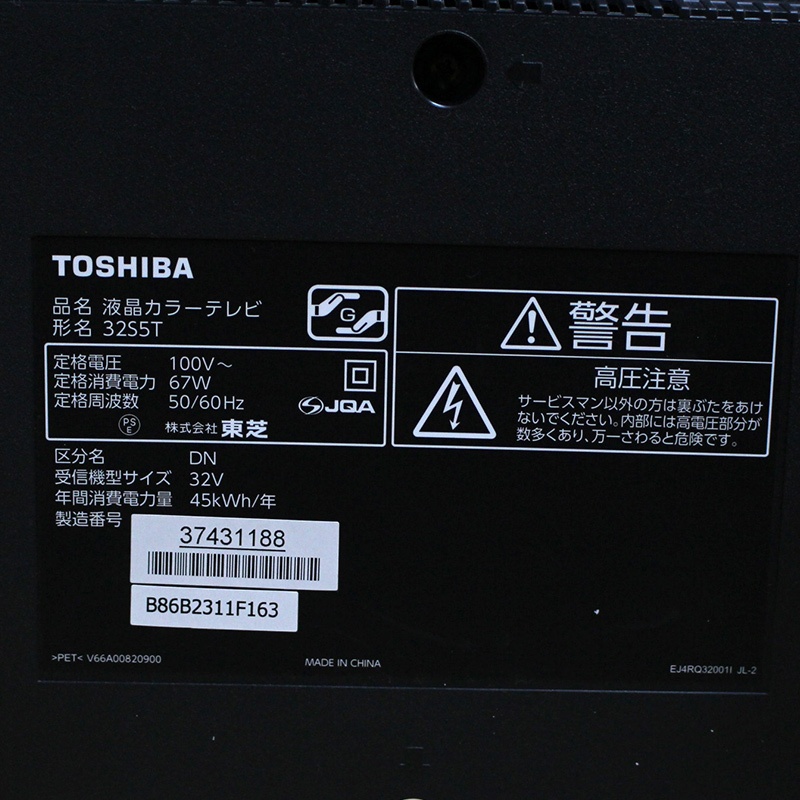 TOSHIBA
品名 液晶カラーテレビ
形名 32S5T
G
定格電圧 100V～
定格消費電力 67W
定格周波数 50/60Hz
JQA
PS
E
株式会社 東芝
警告
高圧注意
サービスマン以外の方は裏ぶたをあけ
ないでください。内部には高電圧部分が
数多くあり、万一さわると危険です。
区分名 DN
受信機型サイズ 32V
年間消費電力量 45kWh/年
製造番号
37431188
B86B2311F163
>PET< V66A00820900
MADE IN CHINA
EJ4RQ32001I JL-2